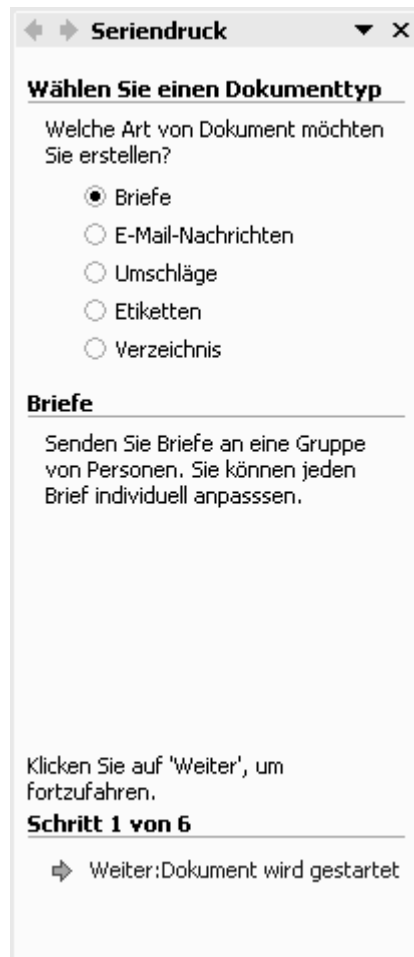 Seriendruck
Wählen Sie einen Dokumenttyp
Welche Art von Dokument möchten
Sie erstellen?
Briefe
E-Mail-Nachrichten
Umschläge
Etiketten
Verzeichnis
Briefe
Senden Sie Briefe an eine Gruppe
von Personen. Sie können jeden
Brief individuell anpasssen.
Klicken Sie auf 'Weiter', um
fortzufahren.
Schritt 1 von 6
Weiter:Dokument wird gestartet